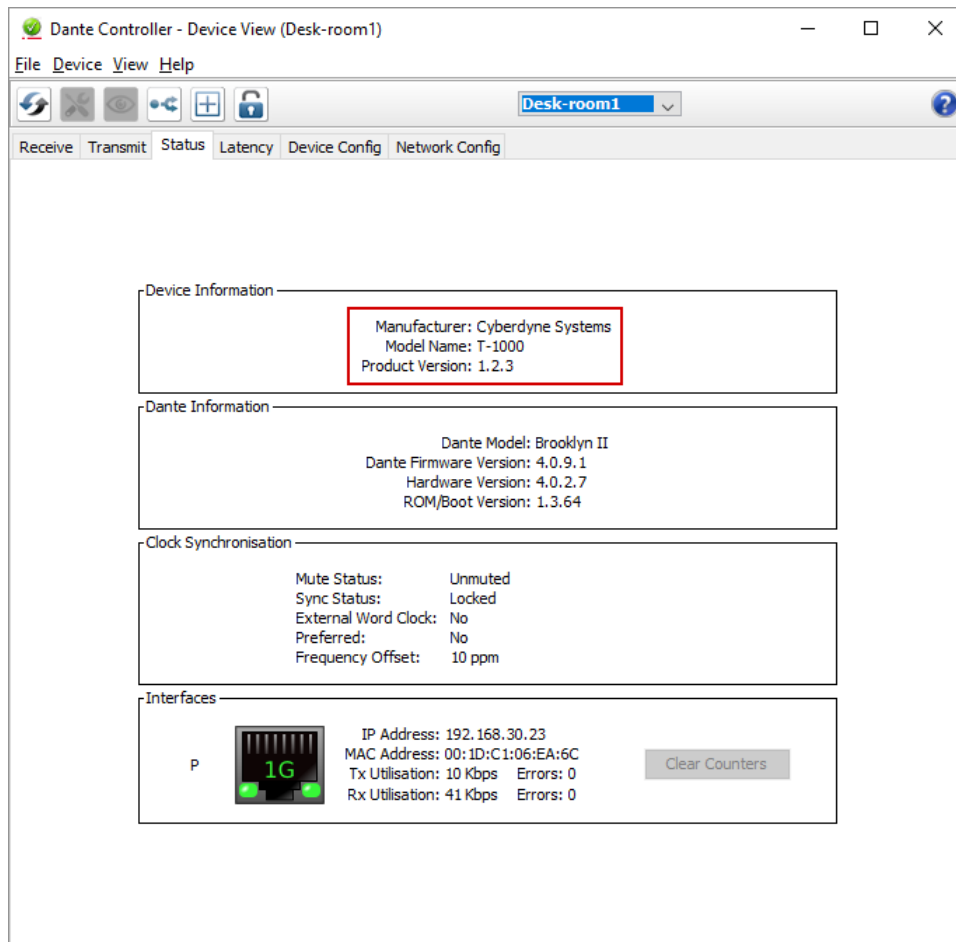 Dante Controller - Device View (Desk-room1)
File Device View Help
Desk-room1
?
Receive Transmit Status Latency Device Config Network Config
Device Information
Manufacturer: Cyberdyne Systems
Model Name: T-1000
Product Version: 1.2.3
Dante Information
Dante Model: Brooklyn II
Dante Firmware Version: 4.0.9.1
Hardware Version: 4.0.2.7
ROM/Boot Version: 1.3.64
Clock Synchronisation
Mute Status: Unmuted
Sync Status: Locked
External Word Clock: No
Preferred: No
Frequency Offset: 10 ppm
Interfaces
P
1G
IP Address: 192.168.30.23
MAC Address: 00:1D:C1:06:EA:6C
Tx Utilisation: 10 Kbps Errors: 0
Rx Utilisation: 41 Kbps Errors: 0
Clear Counters